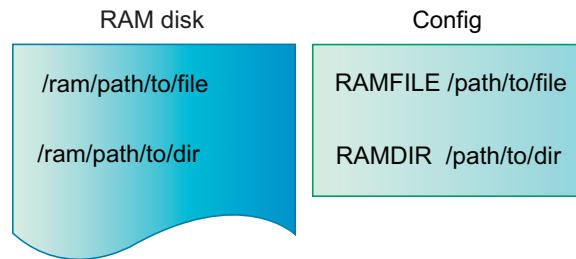 RAM disk
/ram/path/to/file
/ram/path/to/dir
Config
RAMFILE /path/to/file
RAMDIR /path/to/dir